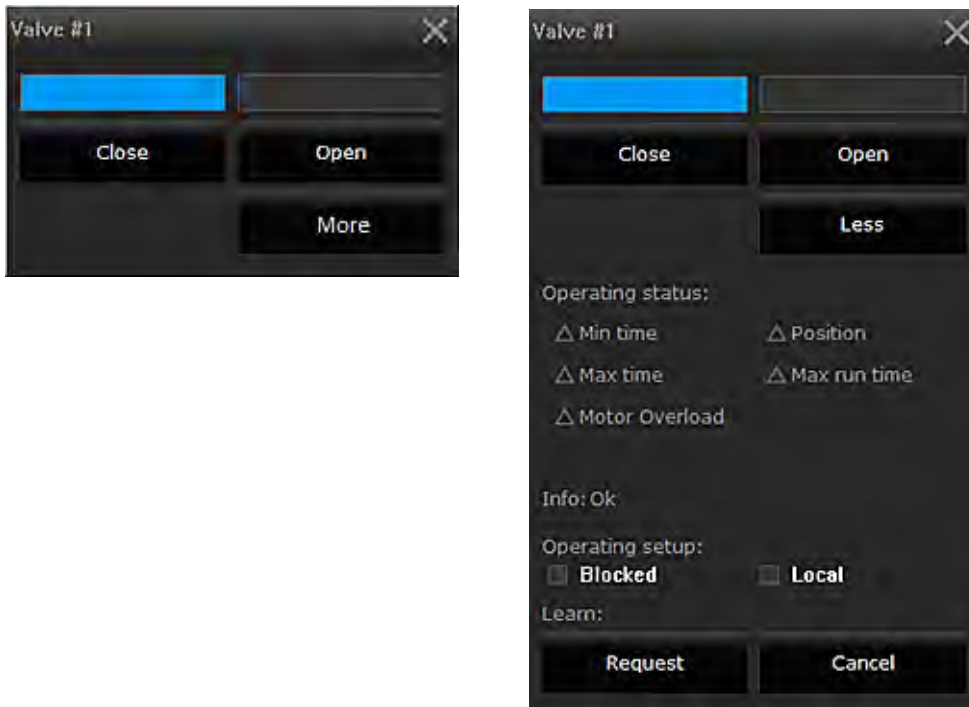 Valve #1
Close Open
More
Valve #1
Close Open
Less
Operating status:
△ Min time △ Position
△ Max time △ Max run time
△ Motor Overload
Info: Ok
Operating setup:
Blocked Local
Learn:
Request Cancel